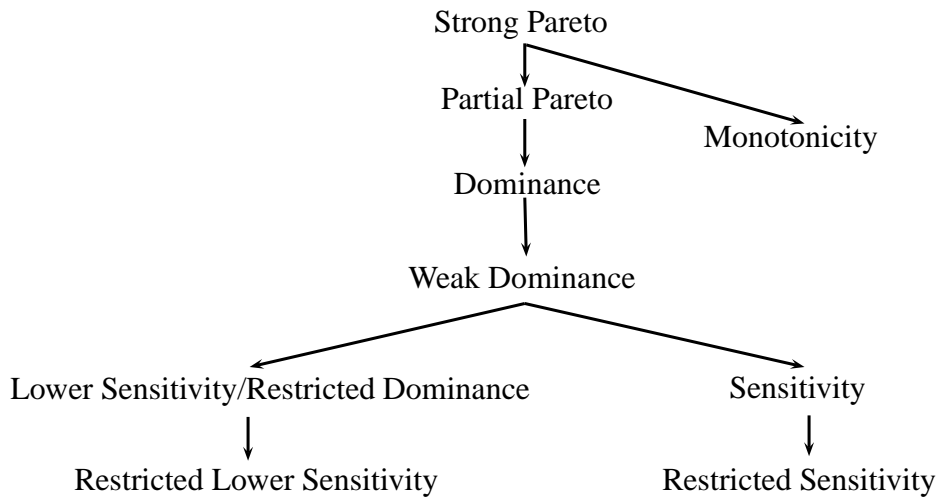 Strong Pareto
Partial Pareto
Monotonicity
Dominance
Weak Dominance
Lower Sensitivity/Restricted Dominance
Sensitivity
Restricted Lower Sensitivity
Restricted Sensitivity